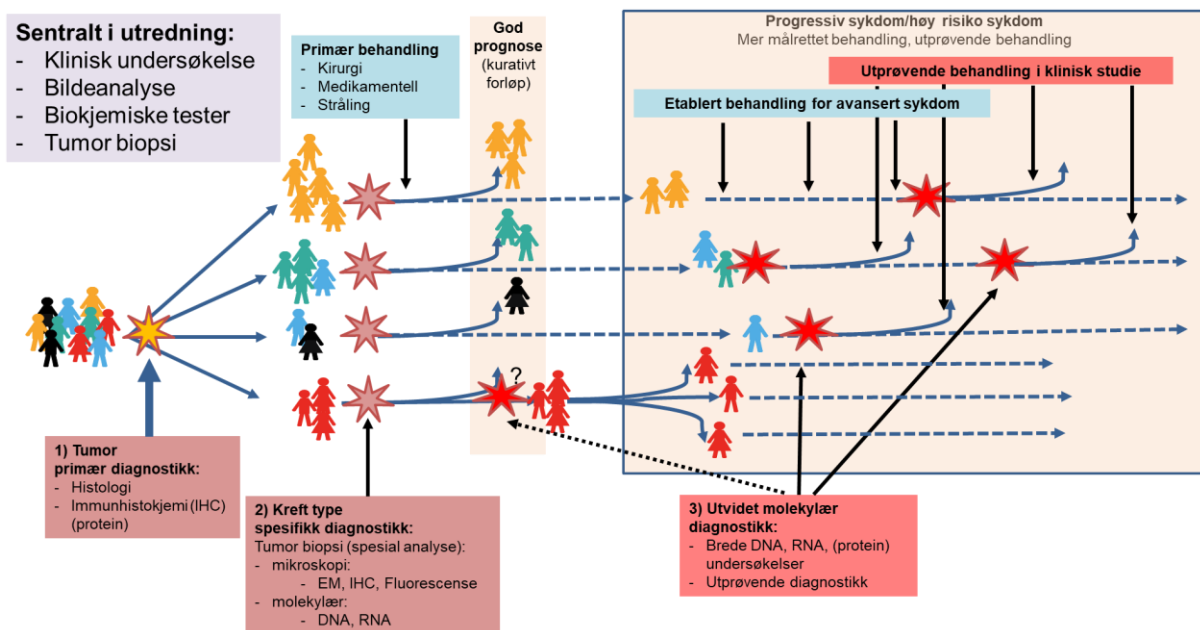 Sentralt i utredning:
- Klinisk undersøkelse
- Bildeanalyse
- Biokjemiske tester
- Tumor biopsi
Primær behandling
- Kirurgi
- Medikamentell
- Stråling
God
prognose
(kurativt
forløp)
Progressiv sykdom/høy risiko sykdom
Mer målrettet behandling, utprøvende behandling
Utprøvende behandling i klinisk studie
Etablert behandling for avansert sykdom
?
1) Tumor
primær diagnostikk:
- Histologi
- Immunhistokjemi (IHC)
(protein)
2) Kreft type
spesifikk diagnostikk:
Tumor biopsi (spesial analyse):
- mikroskopi:
- EM, IHC, Fluorescense
- molekylær:
- DNA, RNA
3) Utvidet molekylær
diagnostikk:
- Brede DNA, RNA, (protein)
undersøkelser
- Utprøvende diagnostikk